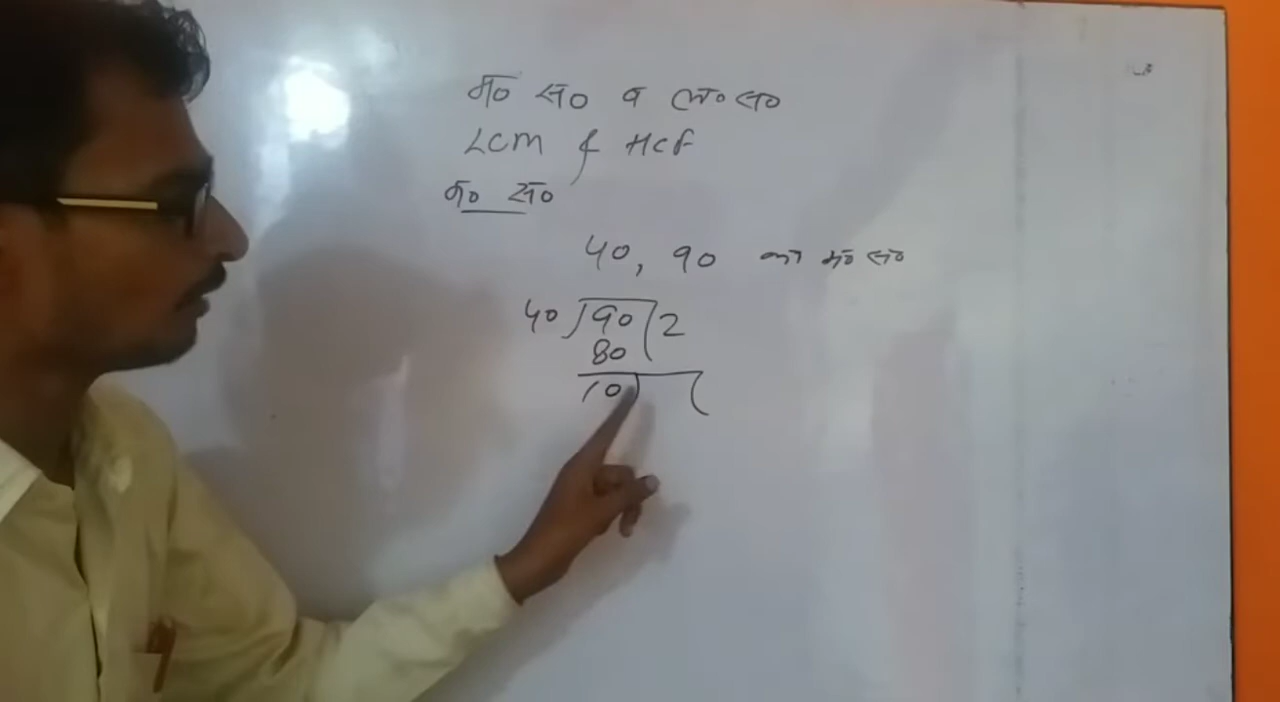 म० स० व ल० स०
LCM & HCF
म० स०
40, 90 का म० स०
40 ) 90 ( 2
80
10 ) (